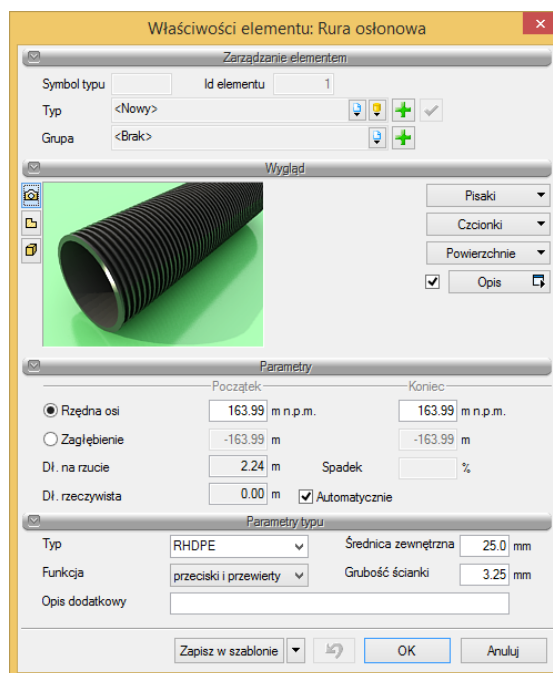 Właściwości elementu: Rura osłonowa
Zarządzanie elementem
Symbol typu Id elementu 1
Typ <Nowy>
Grupa <Brak>
Wygląd
Pisaki
Czcionki
Powierzchnie
Opis
Parametry
Początek Koniec
Rzędna osi 163.99 m n.p.m. 163.99 m n.p.m.
Zagłębienie -163.99 m -163.99 m
Dł. na rzucie 2.24 m Spadek %
Dł. rzeczywista 0.00 m Automatycznie
Parametry typu
Typ RHDPE Średnica zewnętrzna 25.0 mm
Funkcja przeciski i przewierty Grubość ścianki 3.25 mm
Opis dodatkowy
Zapisz w szablonie OK Anuluj